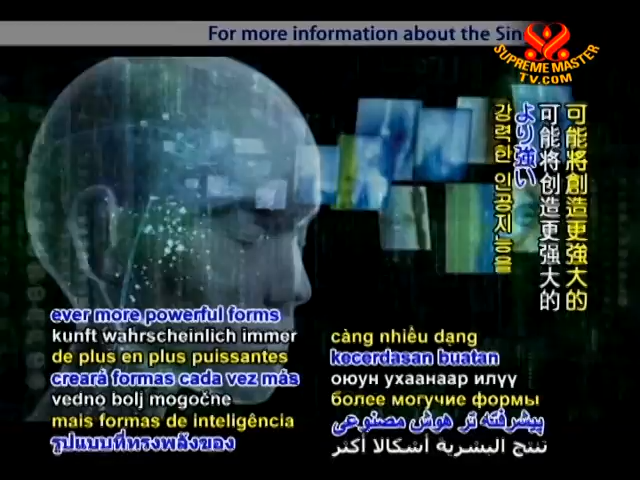 For more information about the Sin
SUPREME MASTER
TV.COM
可能將創造更強大的
可能将创造更强大的
より強い
강력한 인공지능을
ever more powerful forms
kunft wahrscheinlich immer
de plus en plus puissantes
creará formas cada vez más
vedno bolj mogočne
mais formas de inteligência
รูปแบบที่ทรงพลังของ
càng nhiều dạng
kecerdasan buatan
оюун ухаанаар илүү
более могучие формы
پیشرفته تر هوش مصنوعی
تنتج البشرية أشكالا أكثر